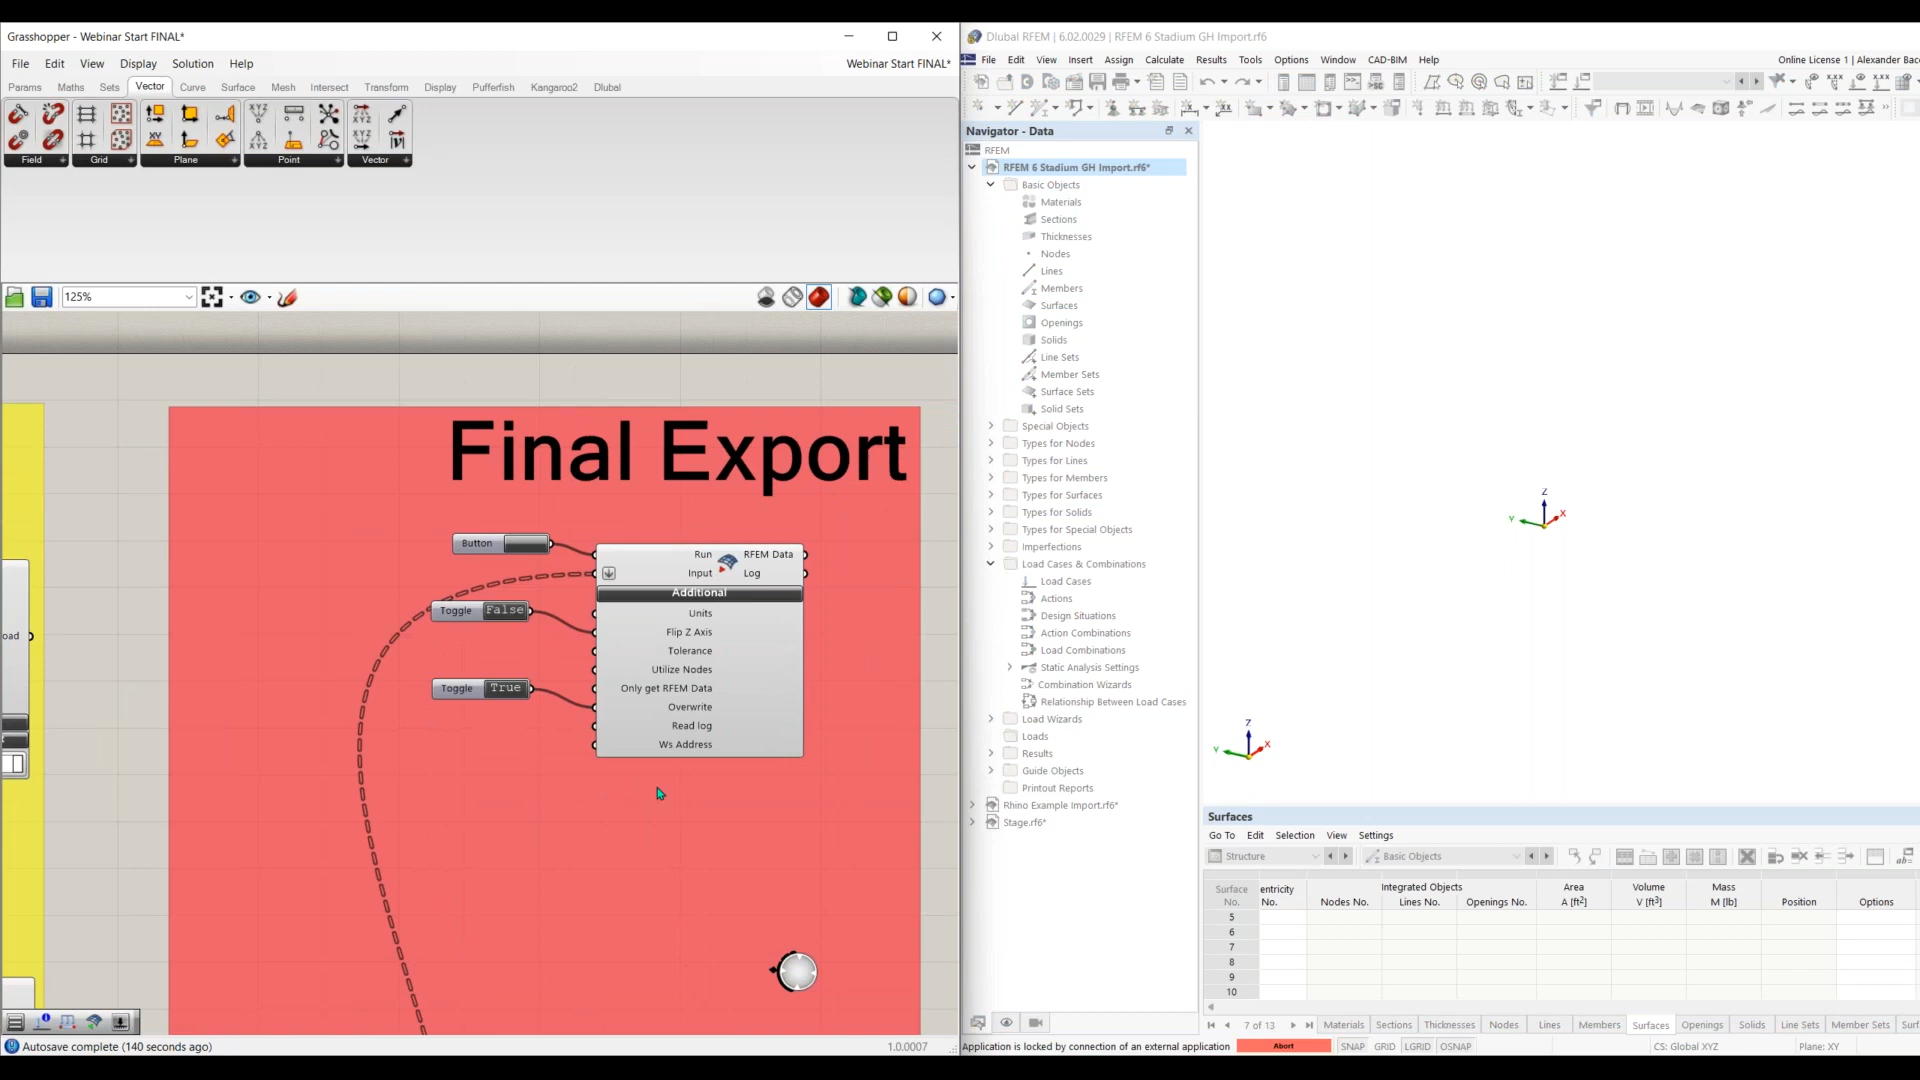 Grasshopper - Webinar Start FINAL*
File Edit View Display Solution Help
Webinar Start FINAL*
Params Maths Sets Vector Curve Surface Mesh Intersect Transform Display Pufferfish Kangaroo2 Dlubal
Field Grid Plane Point Vector
125%
Final Export
Button
Run RFEM Data
Input Log
Additional
Toggle False
Units
Flip Z Axis
Tolerance
Utilize Nodes
Toggle True
Only get RFEM Data
Overwrite
Read log
Ws Address
oad
Autosave complete (140 seconds ago)
1.0.0007
Dlubal RFEM | 6.02.0029 | RFEM 6 Stadium GH Import.rf6
File Edit View Insert Assign Calculate Results Tools Options Window CAD-BIM Help
Online License 1 | Alexander Bac
Navigator - Data
RFEM
RFEM 6 Stadium GH Import.rf6*
Basic Objects
Materials
Sections
Thicknesses
Nodes
Lines
Members
Surfaces
Openings
Solids
Line Sets
Member Sets
Surface Sets
Solid Sets
Special Objects
Types for Nodes
Types for Lines
Types for Members
Types for Surfaces
Types for Solids
Types for Special Objects
Imperfections
Load Cases & Combinations
Load Cases
Actions
Design Situations
Action Combinations
Load Combinations
Static Analysis Settings
Combination Wizards
Relationship Between Load Cases
Load Wizards
Loads
Results
Guide Objects
Printout Reports
Rhino Example Import.rf6*
Stage.rf6*
Z
Y X
Z
Y X
Surfaces
Go To Edit Selection View Settings
Structure Basic Objects
Surface entricity Integrated Objects Area Volume Mass
No. No. Nodes No. Lines No. Openings No. A [ft²] V [ft³] M [lb] Position Options
5
6
7
8
9
10
7 of 13 Materials Sections Thicknesses Nodes Lines Members Surfaces Openings Solids Line Sets Member Sets Surf
Application is locked by connection of an external application Abort SNAP GRID LGRID OSNAP CS: Global XYZ Plane: XY